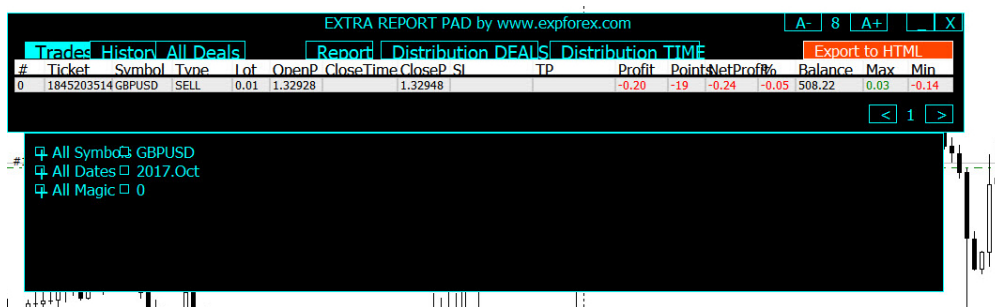 EXTRA REPORT PAD by www.expforex.com A- 8 A+ _ X
Trades History All Deals Report Distribution DEALS Distribution TIME Export to HTML
# Ticket Symbol Type Lot OpenP CloseTime CloseP SL TP Profit Points NetProfit % Balance Max Min
0 1845203514 GBPUSD SELL 0.01 1.32928 1.32948 -0.20 -19 -0.24 -0.05 508.22 0.03 -0.14
< 1 >
All Symbols GBPUSD
All Dates 2017.Oct
All Magic 0